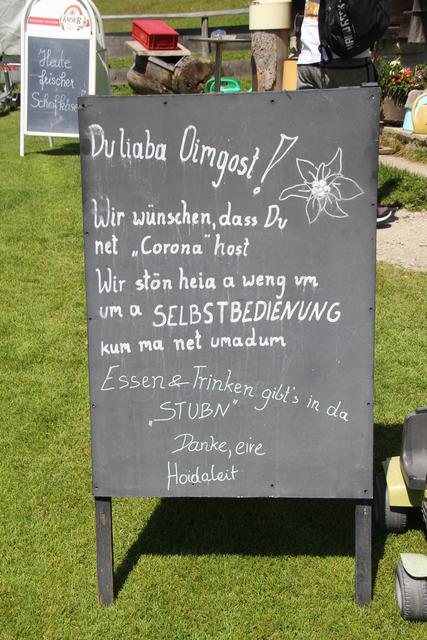 KAISER
Heute
frischer
Schafkäse
Du liaba Oimgost!
Wir wünschen, dass Du
net „Corona" host
Wir stön heia a weng um
um a SELBSTBEDIENUNG
kum ma net umadum
Essen & Trinken gibt's in da
„STUBN"
Danke, eire
Hoidaleit